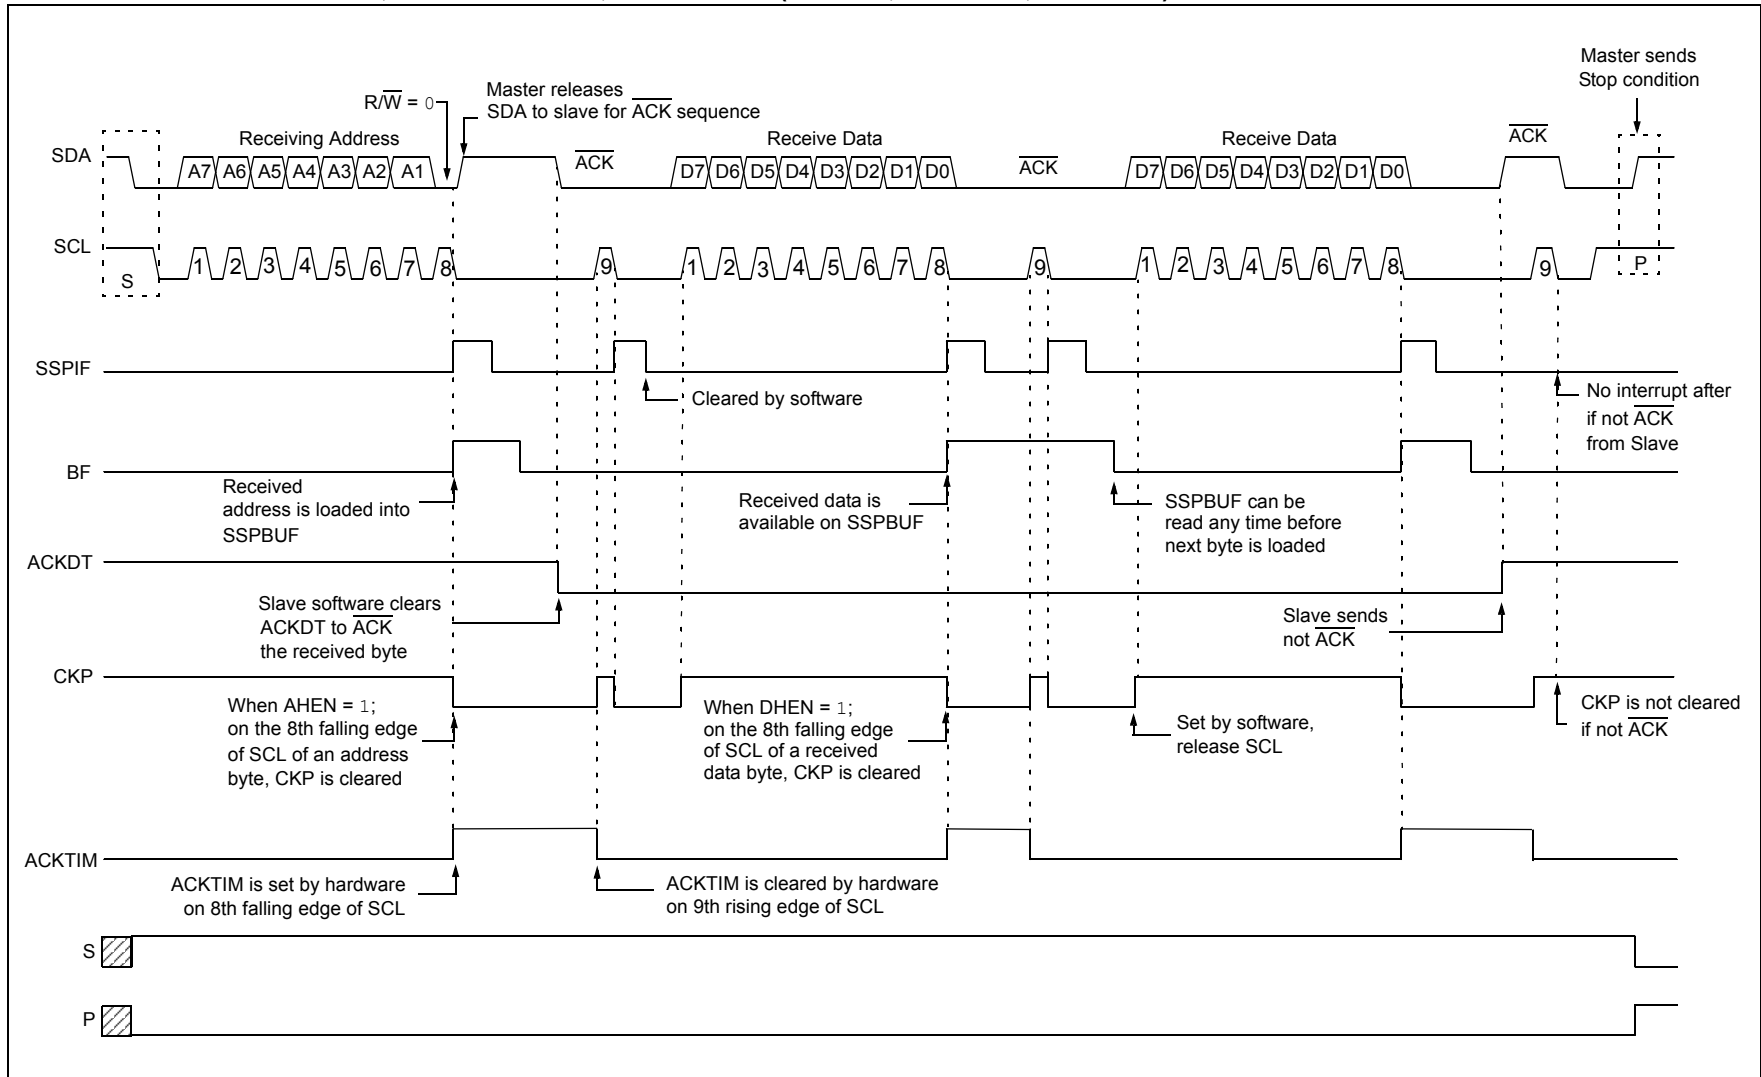 Master sends
Stop condition
R/W̅ = 0
Master releases
SDA to slave for A̅C̅K̅ sequence
Receiving Address
Receive Data
Receive Data
A̅C̅K̅
SDA
A7 A6 A5 A4 A3 A2 A1
A̅C̅K̅
D7 D6 D5 D4 D3 D2 D1 D0
A̅C̅K̅
D7 D6 D5 D4 D3 D2 D1 D0
SCL
S
1 2 3 4 5 6 7 8 9
1 2 3 4 5 6 7 8 9
1 2 3 4 5 6 7 8 9
P
SSPIF
Cleared by software
No interrupt after
if not A̅C̅K̅
from Slave
BF
Received
address is loaded into
SSPBUF
Received data is
available on SSPBUF
SSPBUF can be
read any time before
next byte is loaded
ACKDT
Slave software clears
ACKDT to A̅C̅K̅
the received byte
Slave sends
not A̅C̅K̅
CKP
When AHEN = 1;
on the 8th falling edge
of SCL of an address
byte, CKP is cleared
When DHEN = 1;
on the 8th falling edge
of SCL of a received
data byte, CKP is cleared
Set by software,
release SCL
CKP is not cleared
if not A̅C̅K̅
ACKTIM
ACKTIM is set by hardware
on 8th falling edge of SCL
ACKTIM is cleared by hardware
on 9th rising edge of SCL
S
P